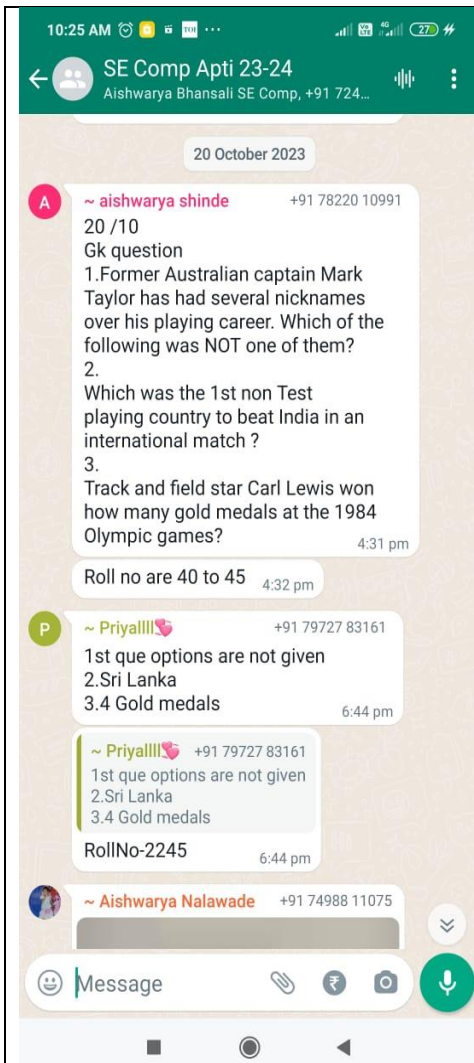 10:25 AM TOI ... 4G 27
SE Comp Apti 23-24
Aishwarya Bhansali SE Comp, +91 724...
20 October 2023
A ~ aishwarya shinde +91 78220 10991
20 /10
Gk question
1.Former Australian captain Mark
Taylor has had several nicknames
over his playing career. Which of the
following was NOT one of them?
2.
Which was the 1st non Test
playing country to beat India in an
international match ?
3.
Track and field star Carl Lewis won
how many gold medals at the 1984
Olympic games?
4:31 pm
Roll no are 40 to 45 4:32 pm
P ~ Priyallll💝 +91 79727 83161
1st que options are not given
2.Sri Lanka
3.4 Gold medals
6:44 pm
~ Priyallll💝 +91 79727 83161
1st que options are not given
2.Sri Lanka
3.4 Gold medals
RollNo-2245
6:44 pm
~ Aishwarya Nalawade +91 74988 11075
Message ₹